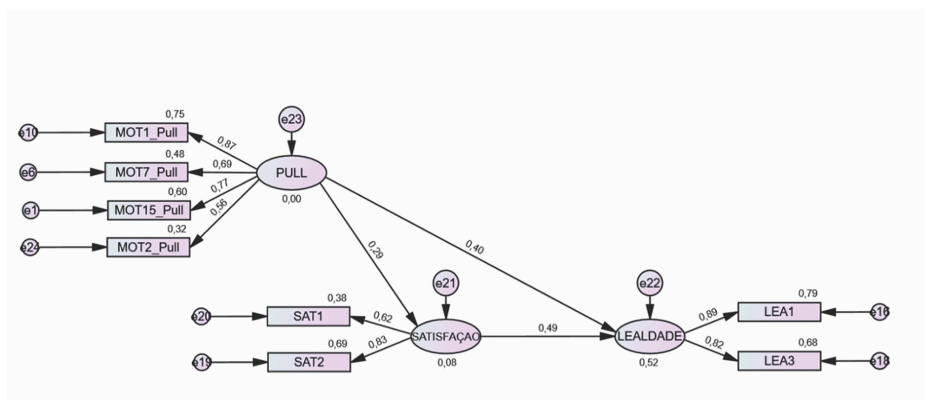 0,75
e10
MOT1_Pull
0,87
e23
0,48
e6
MOT7_Pull
0,69
PULL
0,00
0,60
e1
MOT15_Pull
0,77
0,32
e24
MOT2_Pull
0,56
0,29
0,40
e21
e22
0,38
e20
SAT1
0,62
0,69
e19
SAT2
0,83
SATISFAÇAO
0,08
0,49
LEALDADE
0,52
0,79
0,89
LEA1
e16
0,68
0,82
LEA3
e18